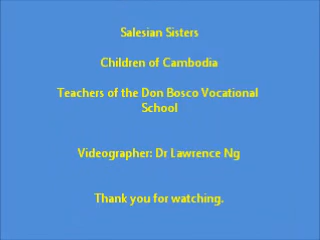 Salesian Sisters
Children of Cambodia
Teachers of the Don Bosco Vocational
School
Videographer: Dr Lawrence Ng
Thank you for watching.